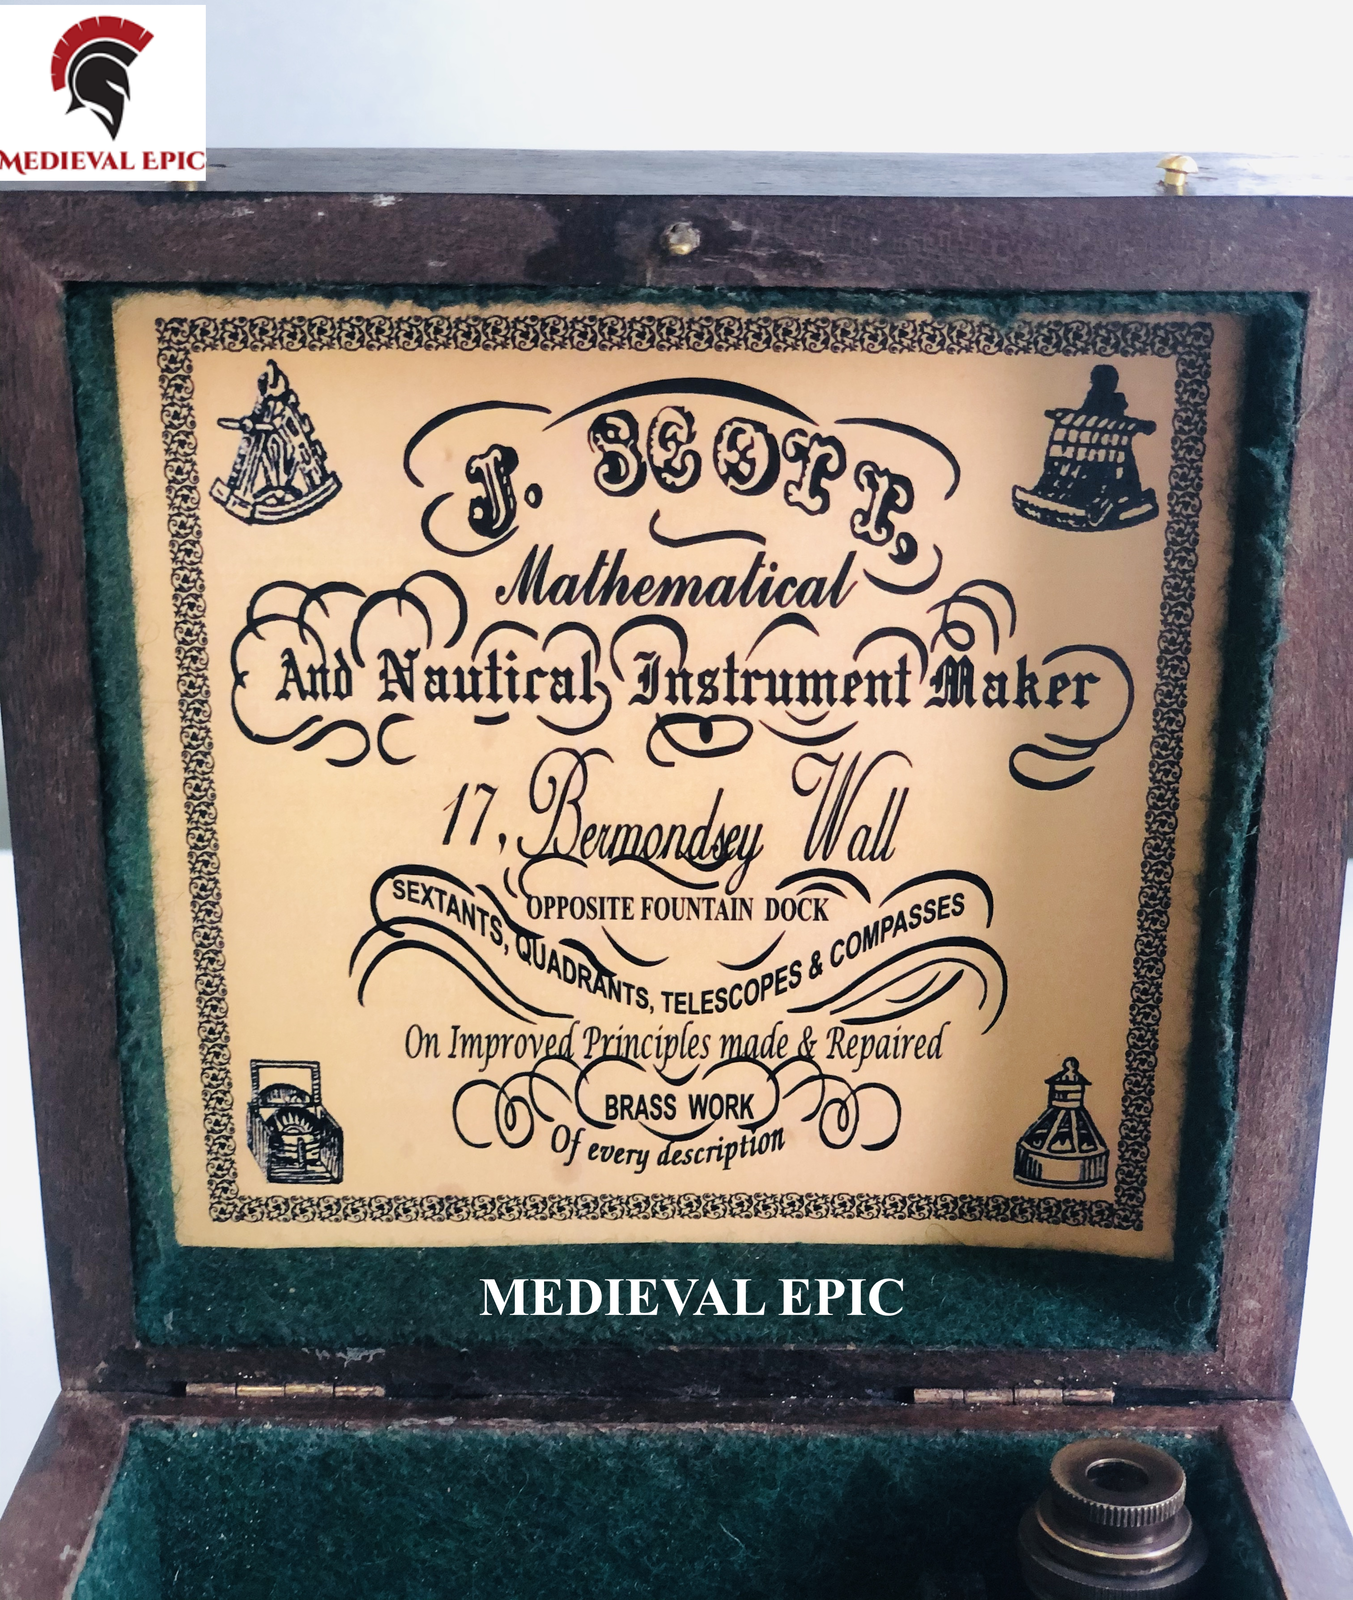 MEDIEVAL EPIC
J. SCOTT,
Mathematical
And Nautical Instrument Maker
17, Bermondsey Wall
OPPOSITE FOUNTAIN DOCK
SEXTANTS, QUADRANTS, TELESCOPES & COMPASSES
On Improved Principles made & Repaired
BRASS WORK
Of every description
MEDIEVAL EPIC